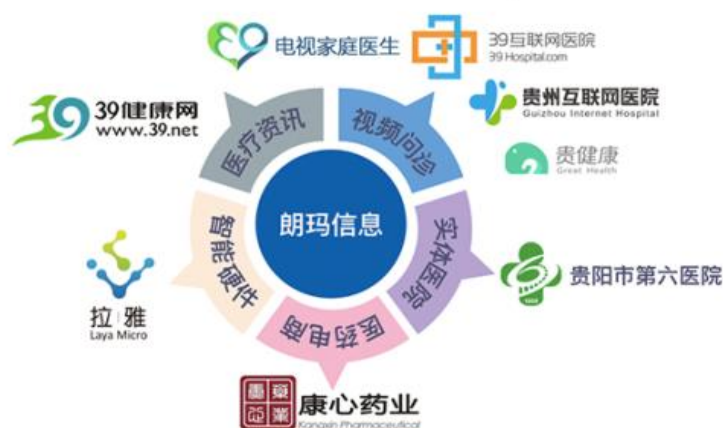 电视家庭医生
39互联网医院
39 Hospital.com
39健康网
www.39.net
贵州互联网医院
Guizhou Internet Hospital
贵健康
Great Health
医疗资讯
视频问诊
朗玛信息
智能硬件
实体医院
医药电商
贵阳市第六医院
拉雅
Laya Micro
康心药业
Kangxin Pharmaceutical